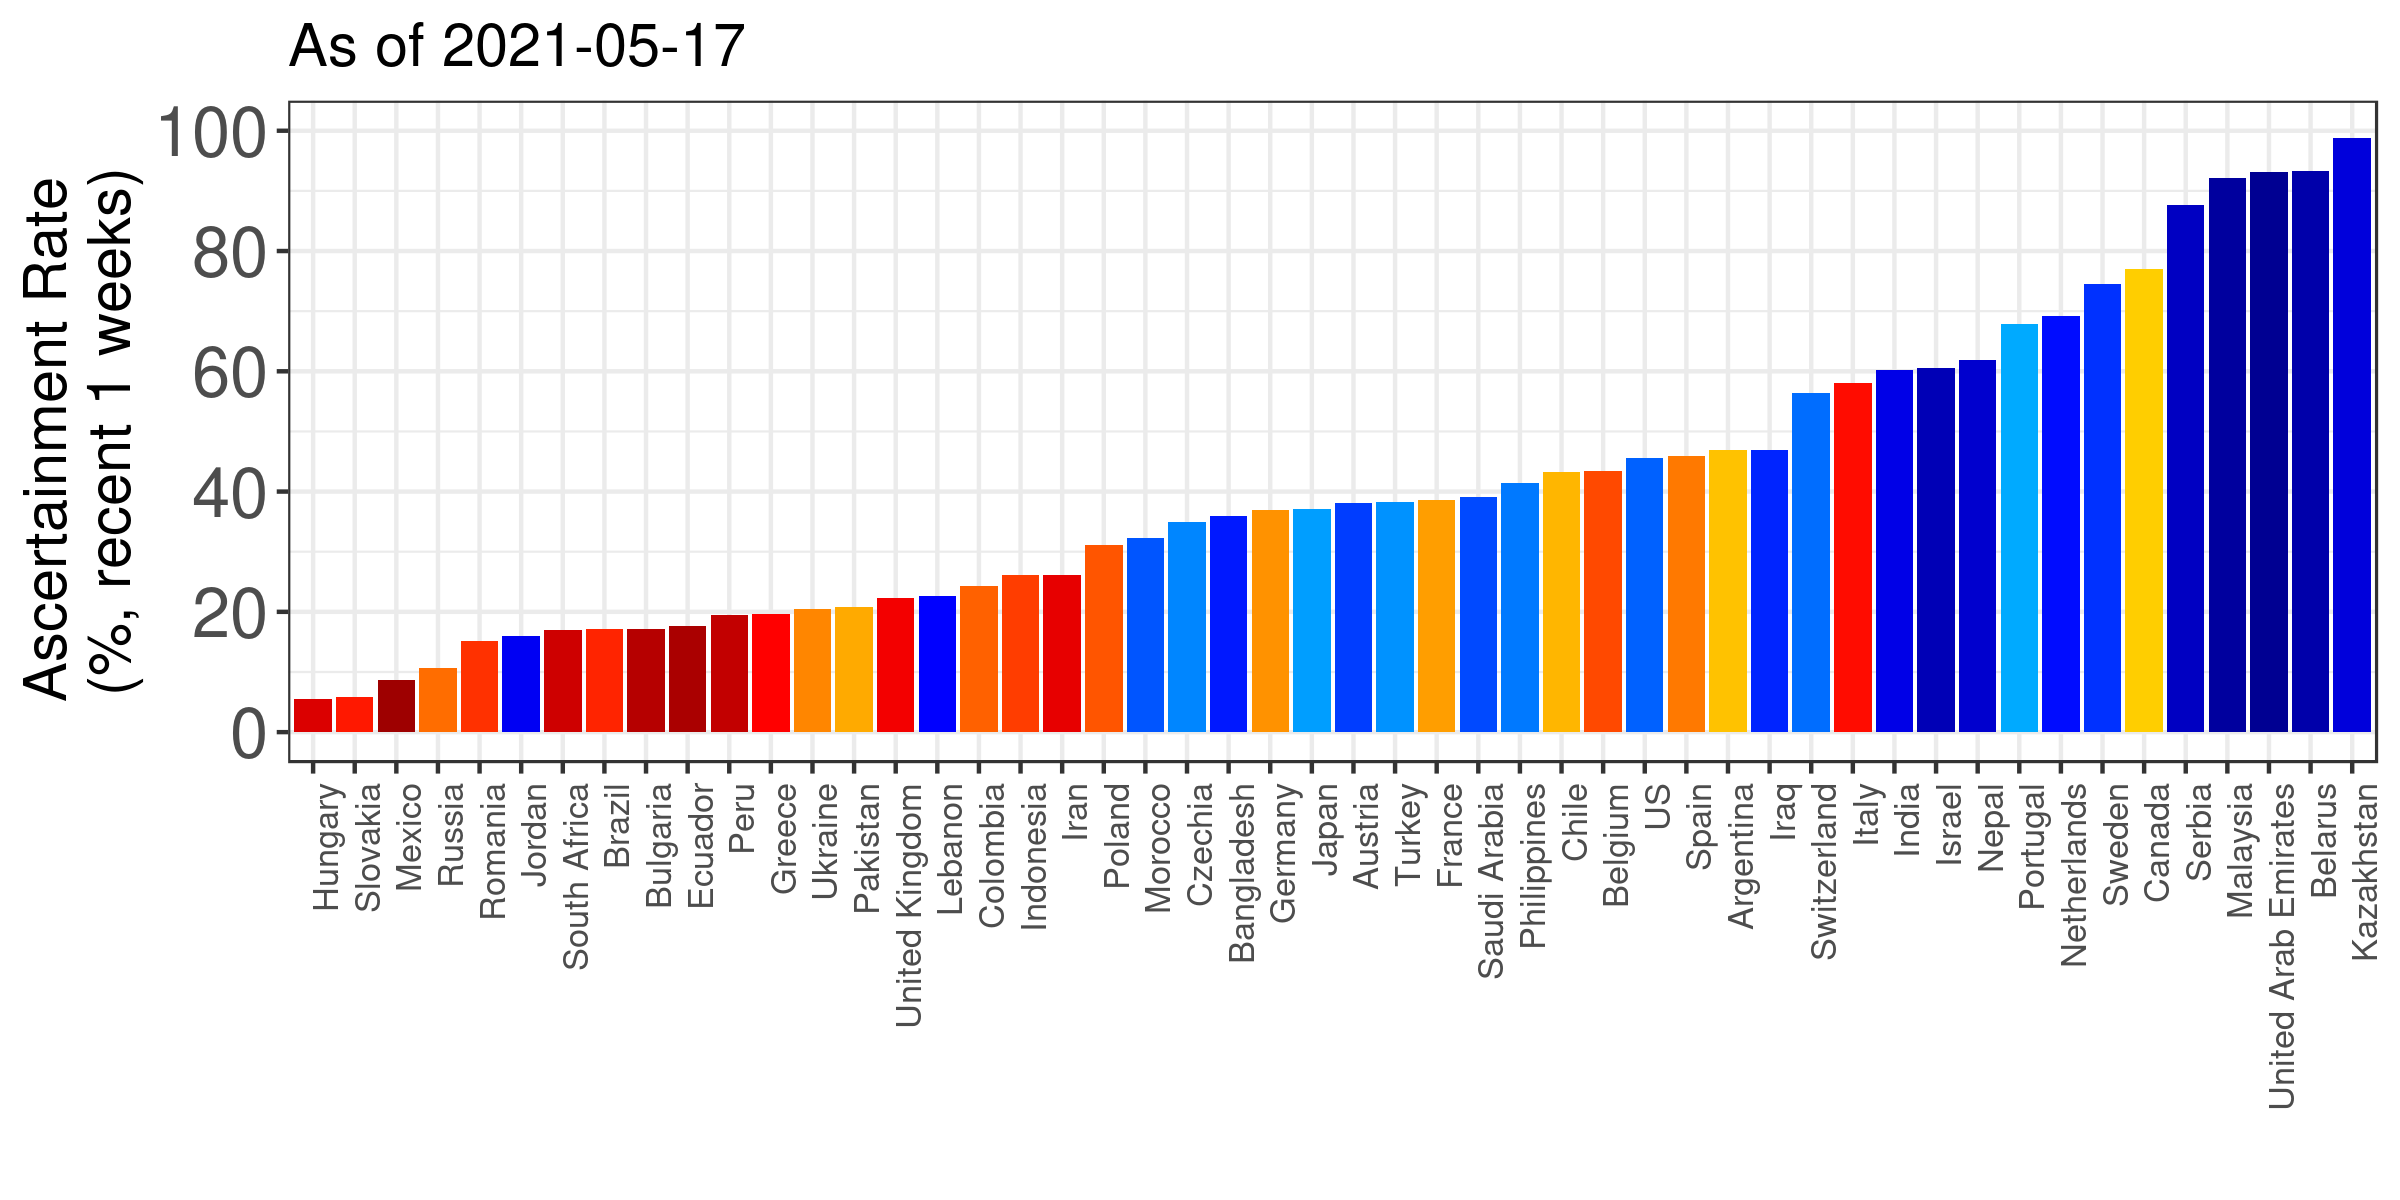 As of 2021-05-17
Ascertainment Rate
(%, recent 1 weeks)
100
80
60
40
20
0
Hungary
Slovakia
Mexico
Russia
Romania
Jordan
South Africa
Brazil
Bulgaria
Ecuador
Peru
Greece
Ukraine
Pakistan
United Kingdom
Lebanon
Colombia
Indonesia
Iran
Poland
Morocco
Czechia
Bangladesh
Germany
Japan
Austria
Turkey
France
Saudi Arabia
Philippines
Chile
Belgium
US
Spain
Argentina
Iraq
Switzerland
Italy
India
Israel
Nepal
Portugal
Netherlands
Sweden
Canada
Serbia
Malaysia
United Arab Emirates
Belarus
Kazakhstan